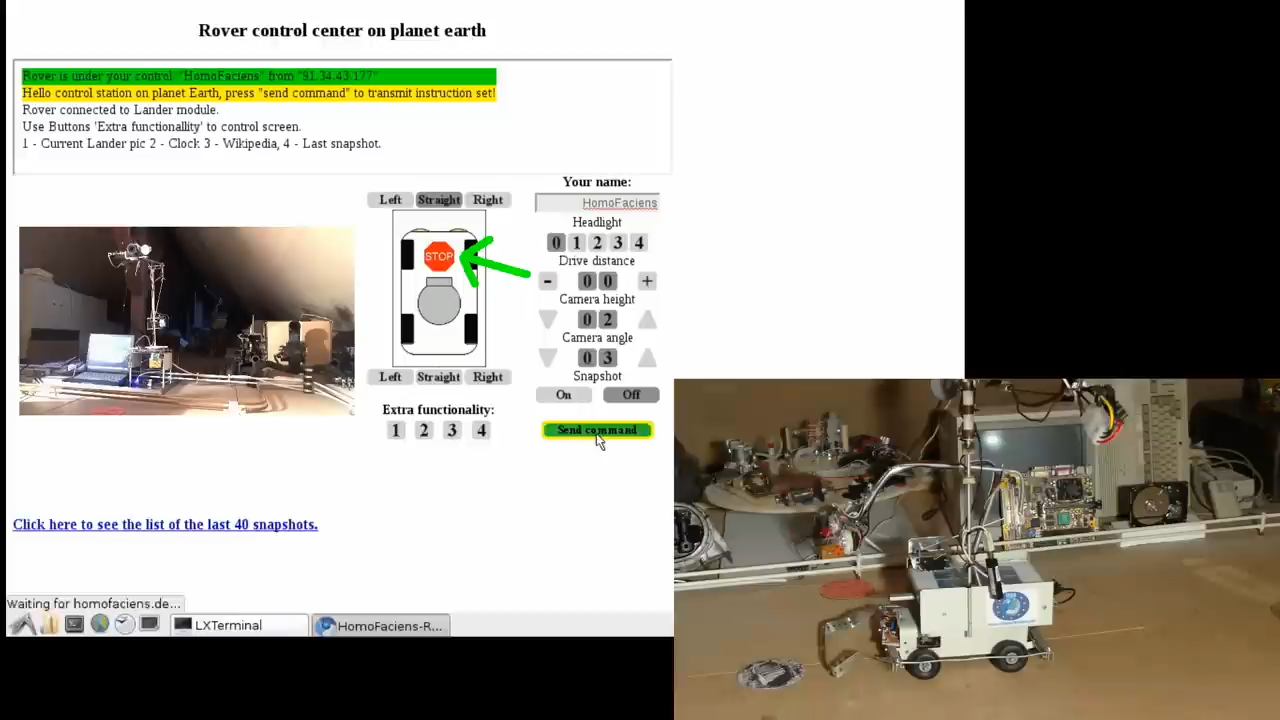 Rover control center on planet earth
Rover is under your control: "HomoFaciens" from "91.34.43.177"
Hello control station on planet Earth, press "send command" to transmit instruction set!
Rover connected to Lander module.
Use Buttons 'Extra functionallity' to control screen.
1 - Current Lander pic 2 - Clock 3 - Wikipedia, 4 - Last snapshot.
Your name:
Left Straight Right
HomoFaciens
Headlight
0 1 2 3 4
STOP
Drive distance
- 0 0 +
Camera height
0 2
Camera angle
0 3
Left Straight Right
Snapshot
On Off
Extra functionality:
1 2 3 4
Send command
Click here to see the list of the last 40 snapshots.
Waiting for homofaciens.de...
LXTerminal
HomoFaciens-R...